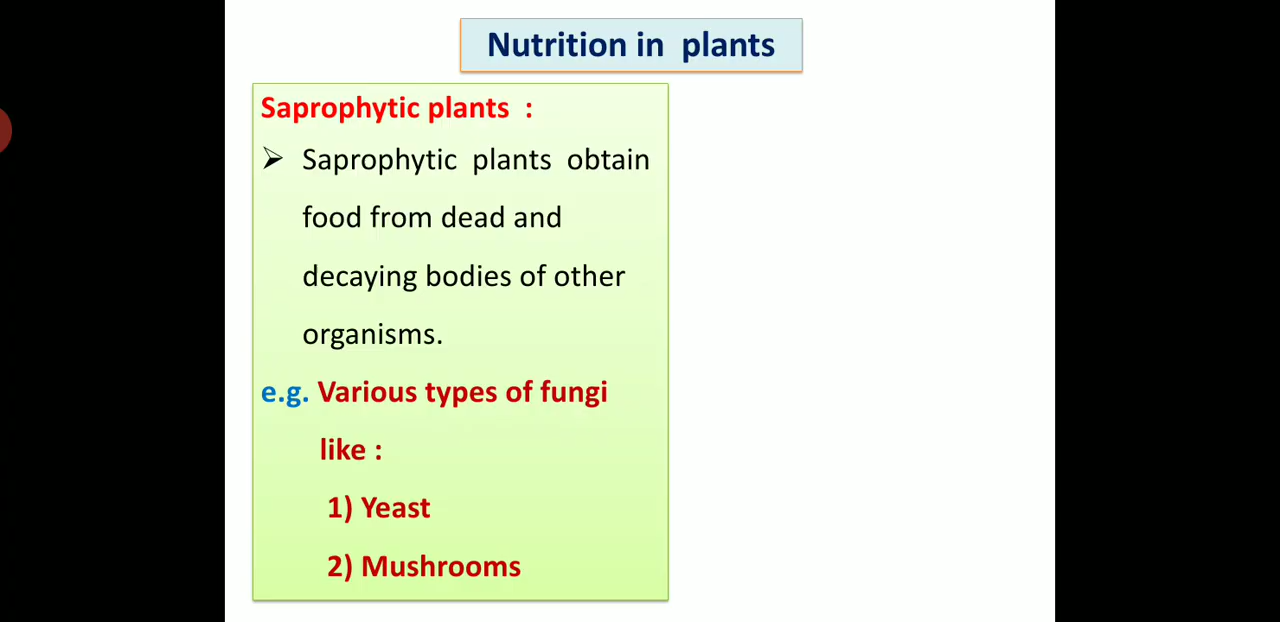 Nutrition in plants
Saprophytic plants :
➢ Saprophytic plants obtain
food from dead and
decaying bodies of other
organisms.
e.g. Various types of fungi
like :
1) Yeast
2) Mushrooms